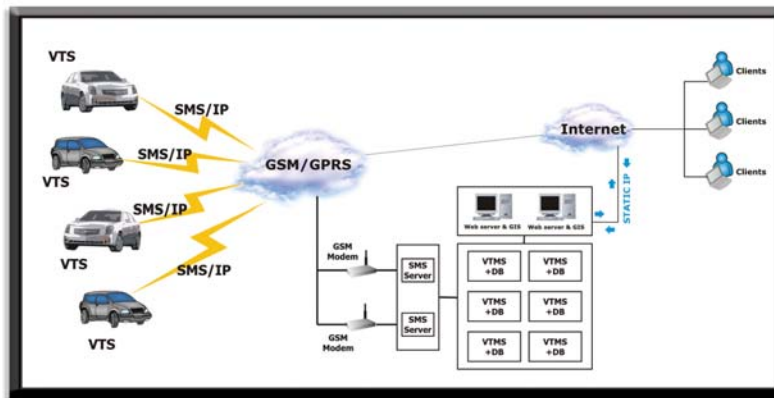 VTS
SMS/IP
VTS
SMS/IP
SMS/IP
VTS
SMS/IP
VTS
GSM/GPRS
Internet
Clients
Clients
Clients
STATIC IP
Web server & GIS
Web server & GIS
GSM
Modem
SMS
Server
GSM
Modem
SMS
Server
VTMS
+DB
VTMS
+DB
VTMS
+DB
VTMS
+DB
VTMS
+DB
VTMS
+DB